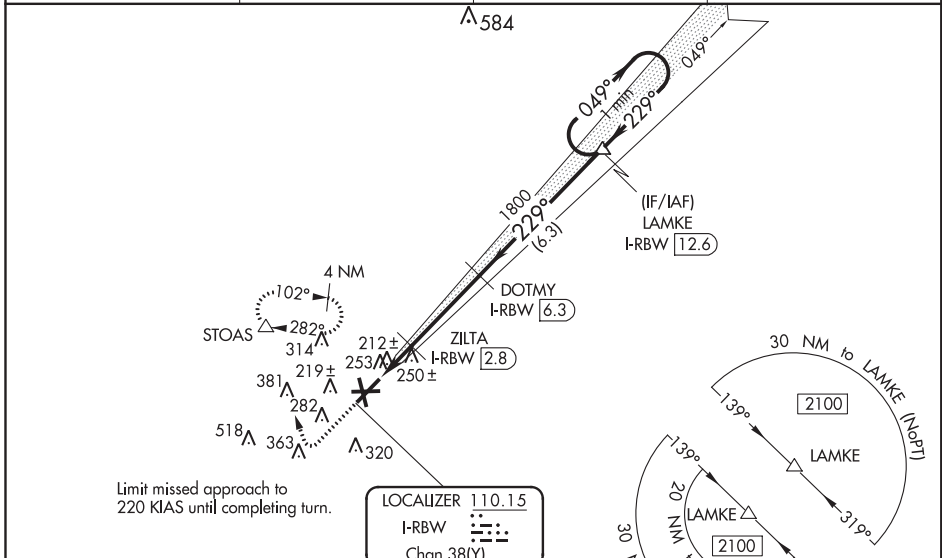 584
049°
049°
1 min
229°
1800
229°
(6.3)
(IF/IAF)
LAMKE
I-RBW 12.6
4 NM
102°
282°
STOAS
DOTMY
I-RBW 6.3
314
212±
253
ZILTA
I-RBW 2.8
250±
219±
381
282
518
363
320
30 NM to LAMKE (NoPT)
139°
2100
LAMKE
319°
139°
20 NM
LAMKE
30
2100
Limit missed approach to
220 KIAS until completing turn.
LOCALIZER 110.15
I-RBW
Chan 38(Y)